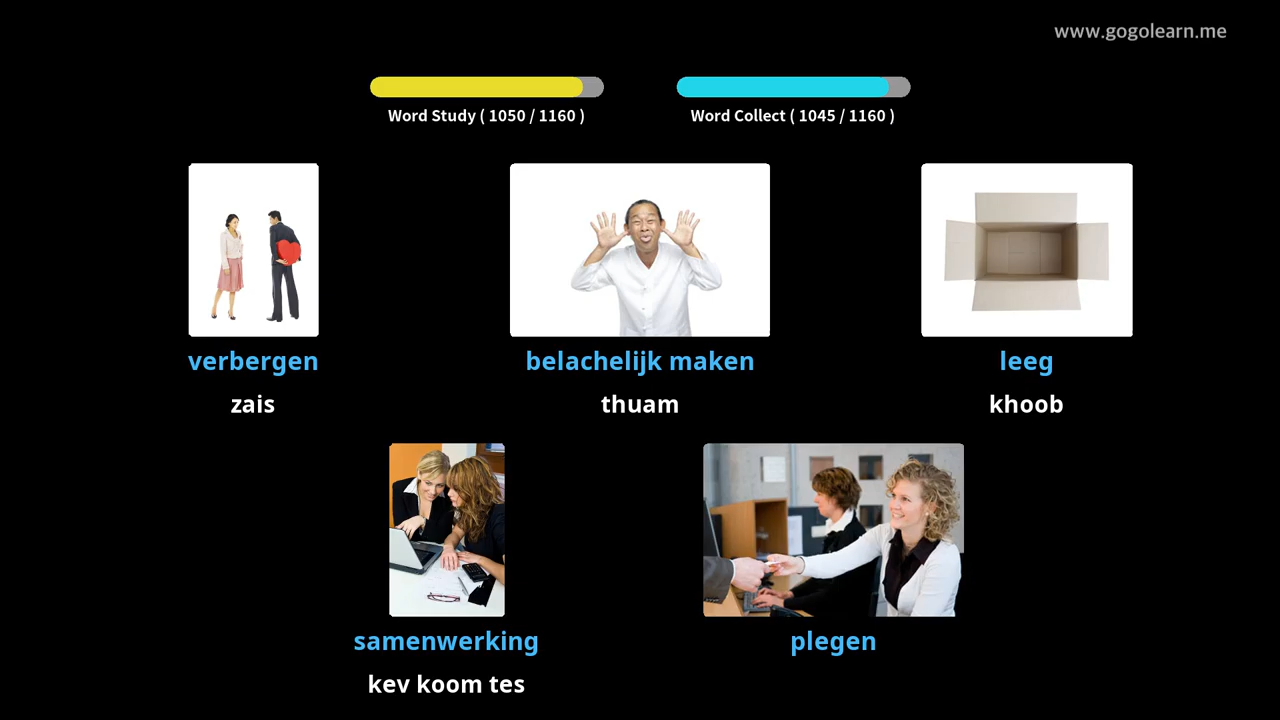 www.gogolearn.me
Word Study ( 1050 / 1160 )
Word Collect ( 1045 / 1160 )
verbergen
zais
belachelijk maken
thuam
leeg
khoob
samenwerking
kev koom tes
plegen